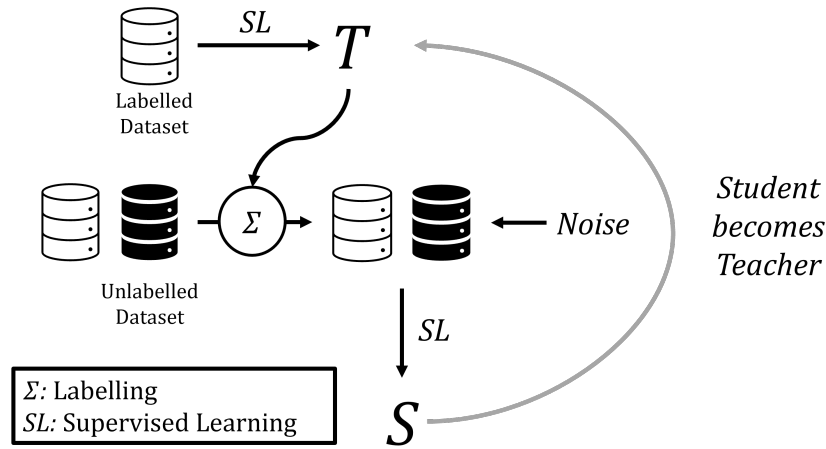 SL
T
Labelled
Dataset
Σ
Noise
Student
becomes
Teacher
Unlabelled
Dataset
SL
Σ: Labelling
SL: Supervised Learning
S